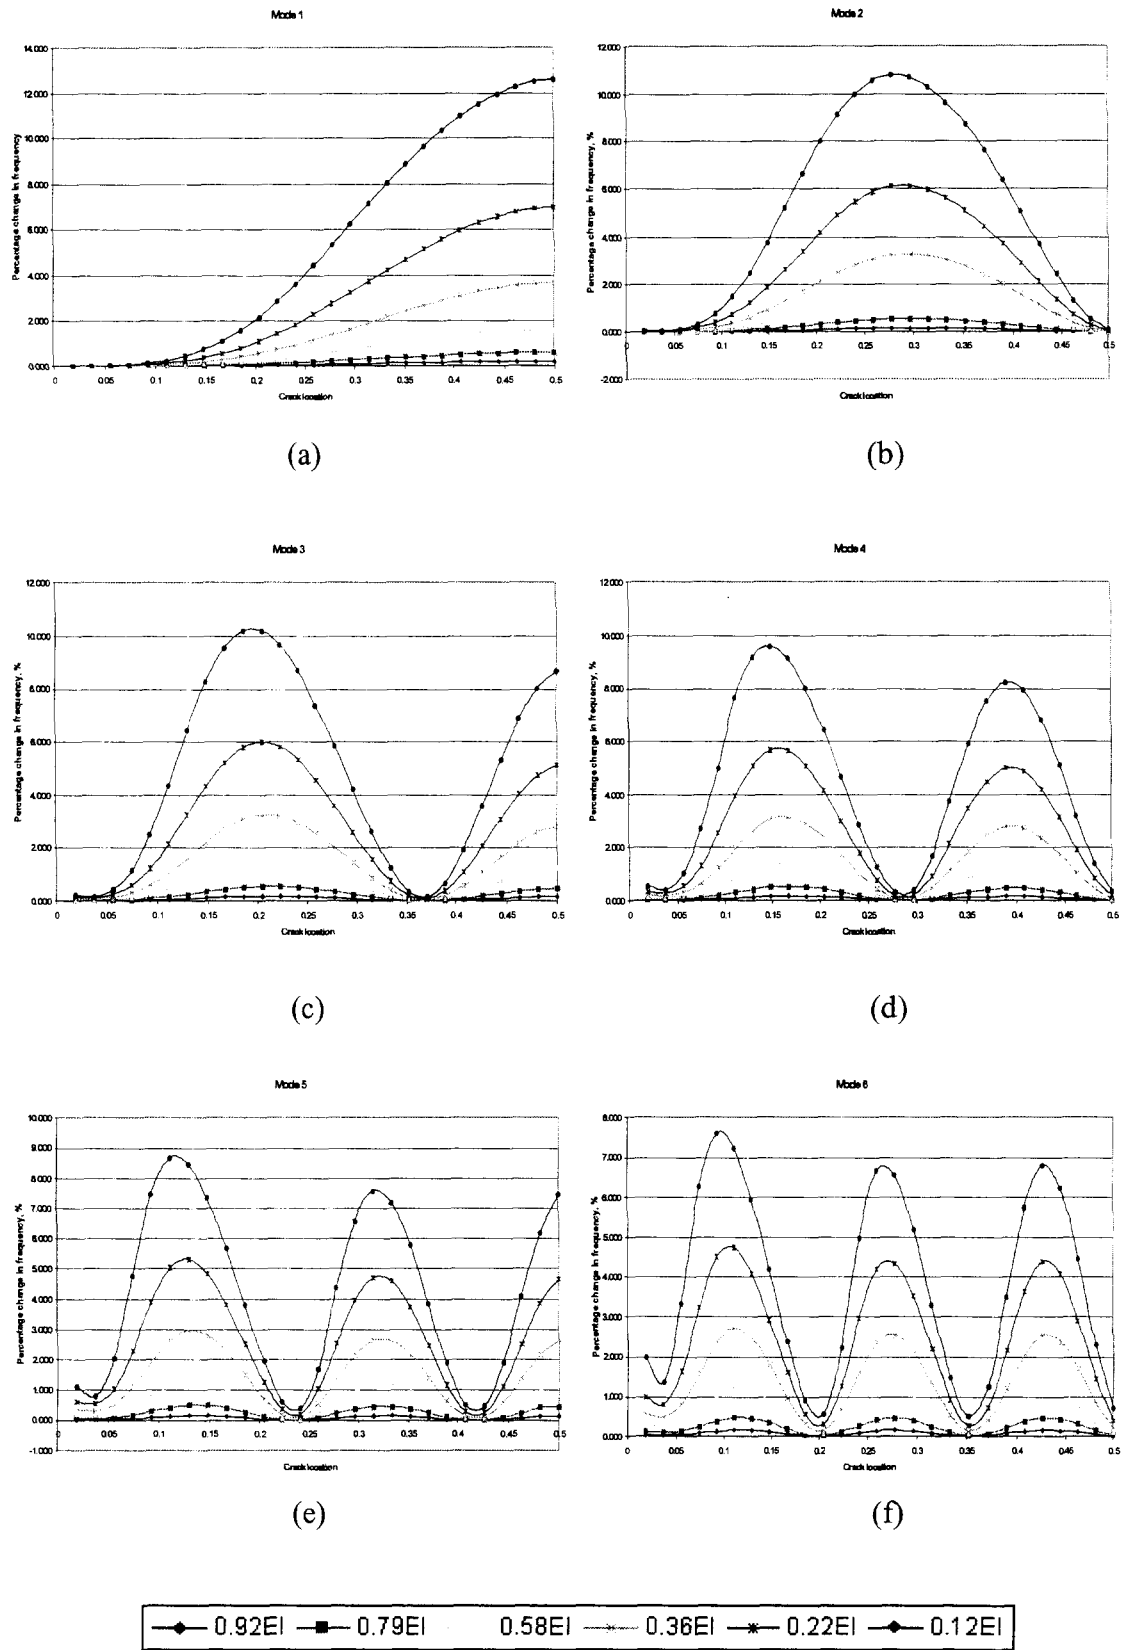 Mode 1
Percentage change in frequency
14.000
12.000
10.000
8.000
6.000
4.000
2.000
0.000
0 0.05 0.1 0.15 0.2 0.25 0.3 0.35 0.4 0.45 0.5
Crack location
(a)
Mode 2
Percentage change in frequency, %
12.000
10.000
8.000
6.000
4.000
2.000
0.000
-2.000
0 0.05 0.1 0.15 0.2 0.25 0.3 0.35 0.4 0.45 0.5
Crack location
(b)
Mode 3
Percentage change in frequency, %
12.000
10.000
8.000
6.000
4.000
2.000
0.000
0 0.05 0.1 0.15 0.2 0.25 0.3 0.35 0.4 0.45 0.5
Crack location
(c)
Mode 4
Percentage change in frequency, %
12.000
10.000
8.000
6.000
4.000
2.000
0.000
0 0.05 0.1 0.15 0.2 0.25 0.3 0.35 0.4 0.45 0.5
Crack location
(d)
Mode 5
Percentage change in frequency, %
10.000
9.000
8.000
7.000
6.000
5.000
4.000
3.000
2.000
1.000
0.000
-1.000
0 0.05 0.1 0.15 0.2 0.25 0.3 0.35 0.4 0.45 0.5
Crack location
(e)
Mode 6
Percentage change in frequency, %
8.000
7.000
6.000
5.000
4.000
3.000
2.000
1.000
0.000
0 0.05 0.1 0.15 0.2 0.25 0.3 0.35 0.4 0.45 0.5
Crack location
(f)
0.92EI 0.79EI 0.58EI 0.36EI 0.22EI 0.12EI